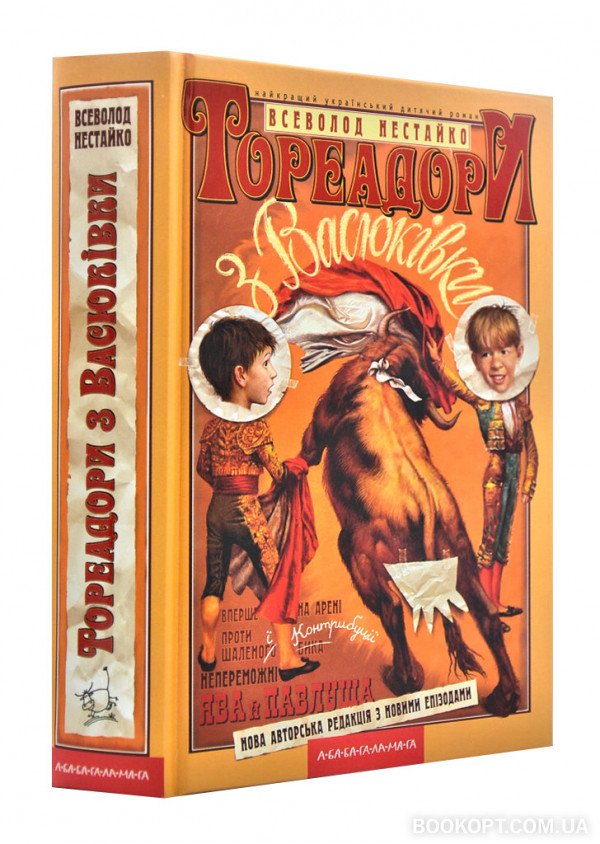 ВСЕВОЛОД
НЕСТАЙКО
ТОРЕАДОРИ З ВАСЮКІВКИ
А-БА-БА-ГА-ЛА-МА-ГА
найкращий український дитячий роман
ВСЕВОЛОД НЕСТАЙКО
ТОРЕАДОРИ
з Васюківки
ВПЕРШЕ НА АРЕНІ
ПРОТИ ї Контрибуції
ШАЛЕНОГО БИКА
НЕПЕРЕМОЖНІ
ЯВА й ПАВЛУША
НОВА АВТОРСЬКА РЕДАКЦІЯ З НОВИМИ ЕПІЗОДАМИ
А-БА-БА-ГА-ЛА-МА-ГА
BOOKOPT.COM.UA